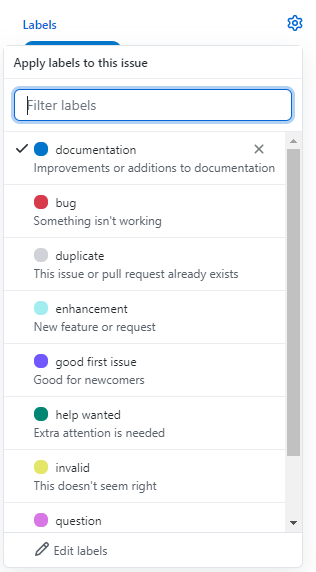 Labels
Apply labels to this issue
Filter labels
documentation
Improvements or additions to documentation
bug
Something isn't working
duplicate
This issue or pull request already exists
enhancement
New feature or request
good first issue
Good for newcomers
help wanted
Extra attention is needed
invalid
This doesn't seem right
question
Edit labels